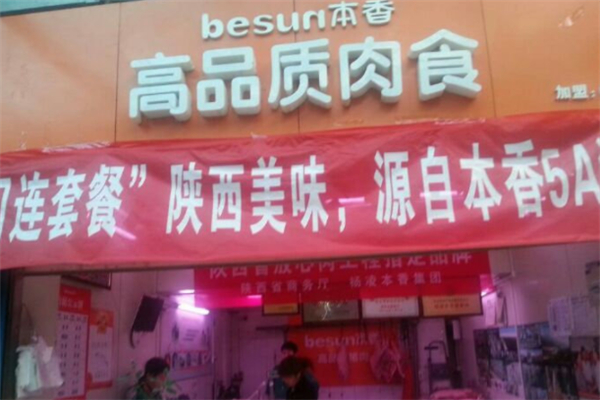 besun本香
高品质肉食
加盟：
连套餐”陕西美味，源自本香5A
陕西省放心肉工程指定品牌
陕西省商务厅 杨凌本香集团
besun本香